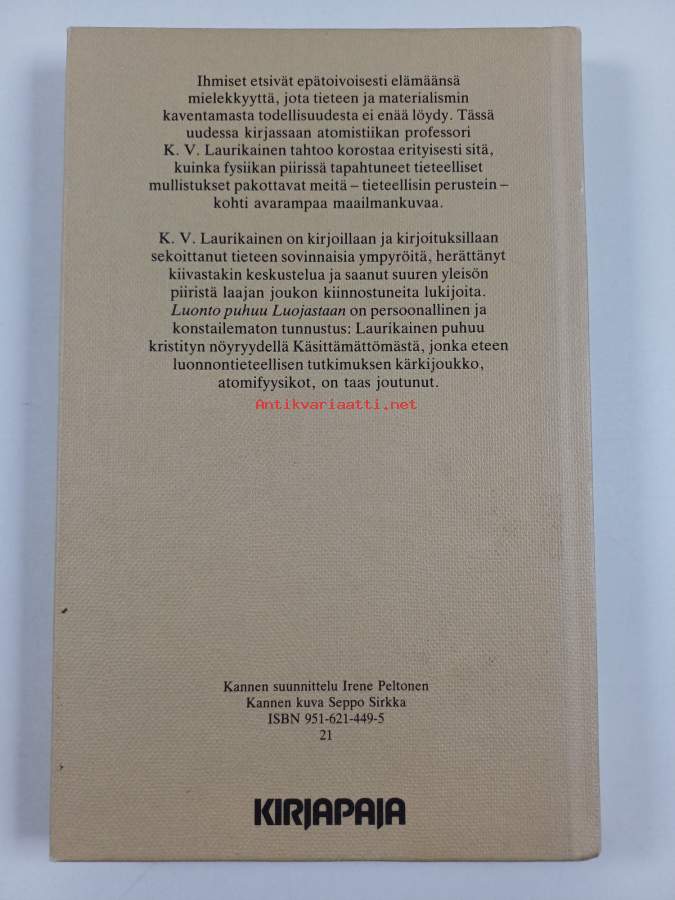 Ihmiset etsivät epätoivoisesti elämäänsä
mielekkyyttä, jota tieteen ja materialismin
kaventamasta todellisuudesta ei enää löydy. Tässä
uudessa kirjassaan atomistiikan professori
K. V. Laurikainen tahtoo korostaa erityisesti sitä,
kuinka fysiikan piirissä tapahtuneet tieteelliset
mullistukset pakottavat meitä – tieteellisin perustein –
kohti avarampaa maailmankuvaa.
K. V. Laurikainen on kirjoillaan ja kirjoituksillaan
sekoittanut tieteen sovinnaisia ympyröitä, herättänyt
kiivastakin keskustelua ja saanut suuren yleisön
piiristä laajan joukon kiinnostuneita lukijoita.
Luonto puhuu Luojastaan on persoonallinen ja
konstailematon tunnustus: Laurikainen puhuu
kristityn nöyryydellä Käsittämättömästä, jonka eteen
luonnontieteellisen tutkimuksen kärkijoukko,
atomifyysikot, on taas joutunut.
Antikvariaatti.net
Kannen suunnittelu Irene Peltonen
Kannen kuva Seppo Sirkka
ISBN 951-621-449-5
21
KIRJAPAJA